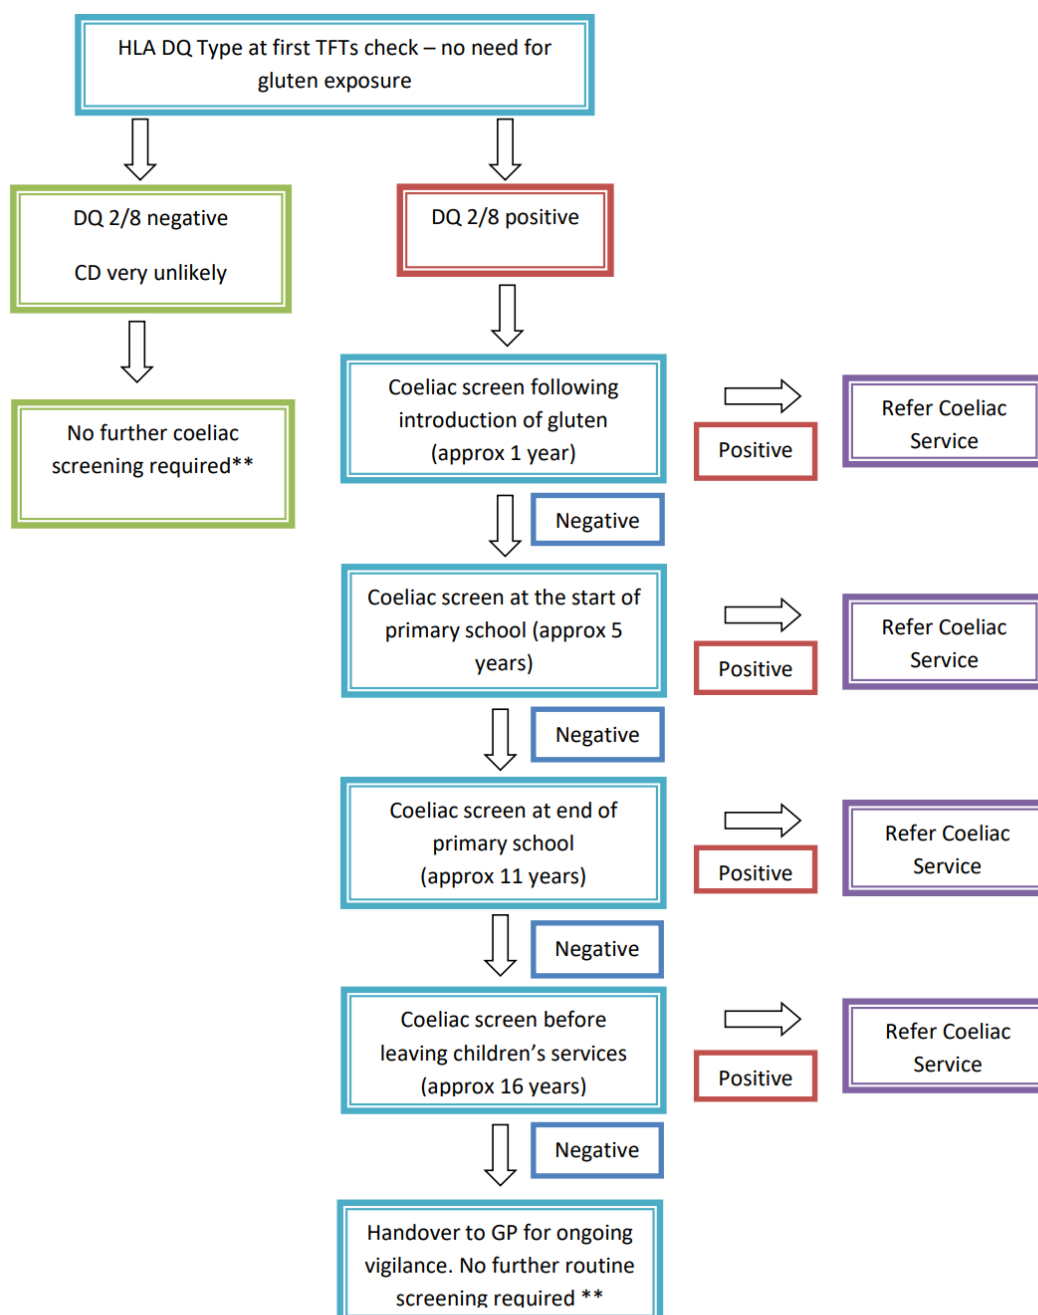 HLA DQ Type at first TFTs check – no need for
gluten exposure
DQ 2/8 negative
CD very unlikely
DQ 2/8 positive
No further coeliac
screening required**
Coeliac screen following
introduction of gluten
(approx 1 year)
Positive
Refer Coeliac
Service
Negative
Coeliac screen at the start of
primary school (approx 5
years)
Positive
Refer Coeliac
Service
Negative
Coeliac screen at end of
primary school
(approx 11 years)
Positive
Refer Coeliac
Service
Negative
Coeliac screen before
leaving children’s services
(approx 16 years)
Positive
Refer Coeliac
Service
Negative
Handover to GP for ongoing
vigilance. No further routine
screening required **